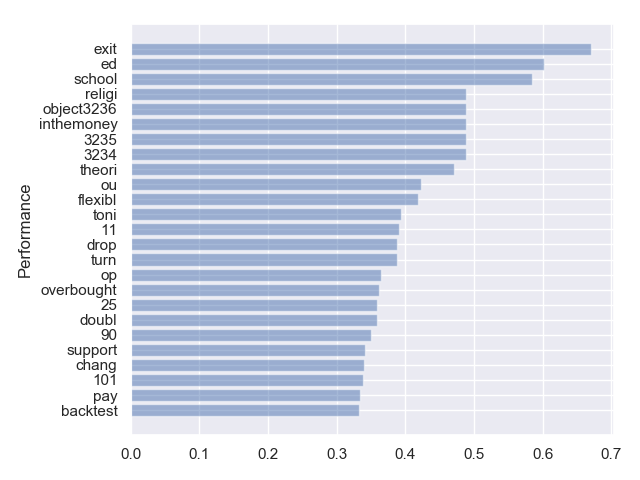 exit
ed
school
religi
object3236
inthemoney
3235
3234
theori
ou
flexibl
toni
11
drop
turn
op
overbought
25
doubl
90
support
chang
101
pay
backtest
Performance
0.0 0.1 0.2 0.3 0.4 0.5 0.6 0.7